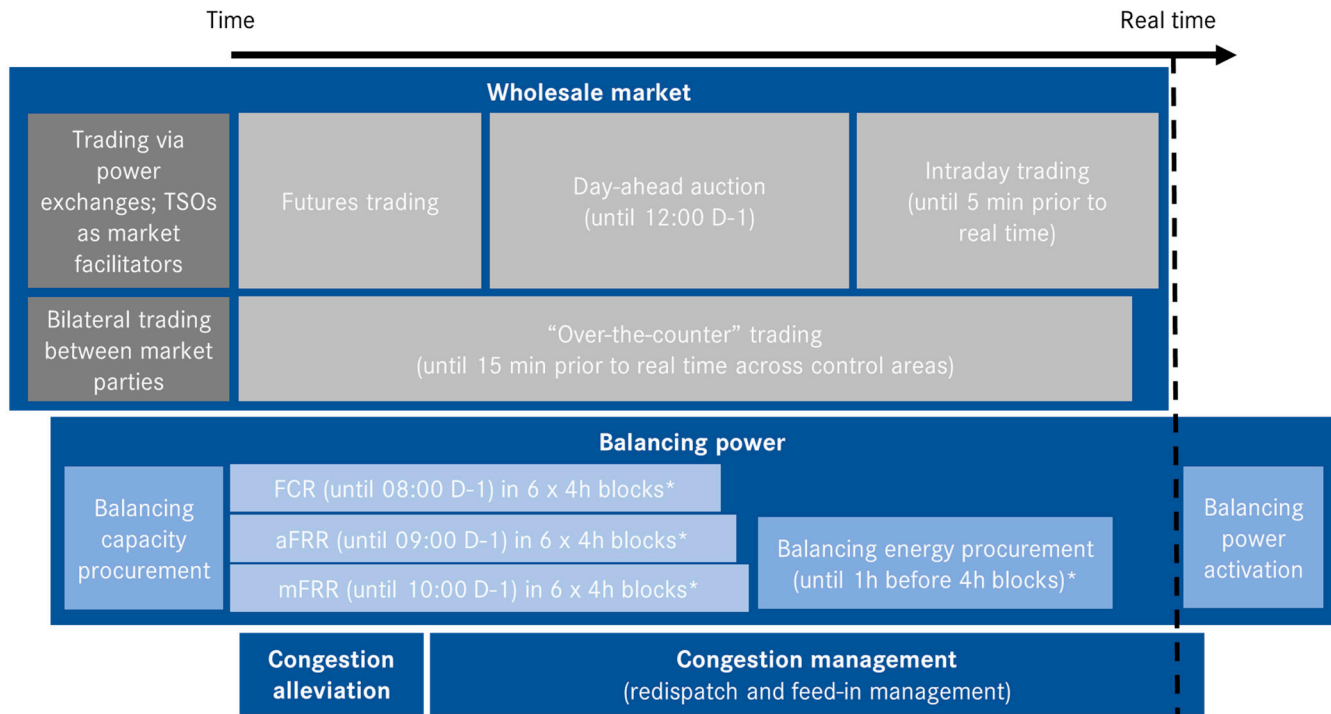 Time
Real time
Wholesale market
Trading via
power
exchanges; TSOs
as market
facilitators
Futures trading
Day-ahead auction
(until 12:00 D-1)
Intraday trading
(until 5 min prior to
real time)
Bilateral trading
between market
parties
“Over-the-counter” trading
(until 15 min prior to real time across control areas)
Balancing power
Balancing
capacity
procurement
FCR (until 08:00 D-1) in 6 x 4h blocks*
aFRR (until 09:00 D-1) in 6 x 4h blocks*
mFRR (until 10:00 D-1) in 6 x 4h blocks*
Balancing energy procurement
(until 1h before 4h blocks)*
Balancing
power
activation
Congestion
alleviation
Congestion management
(redispatch and feed-in management)